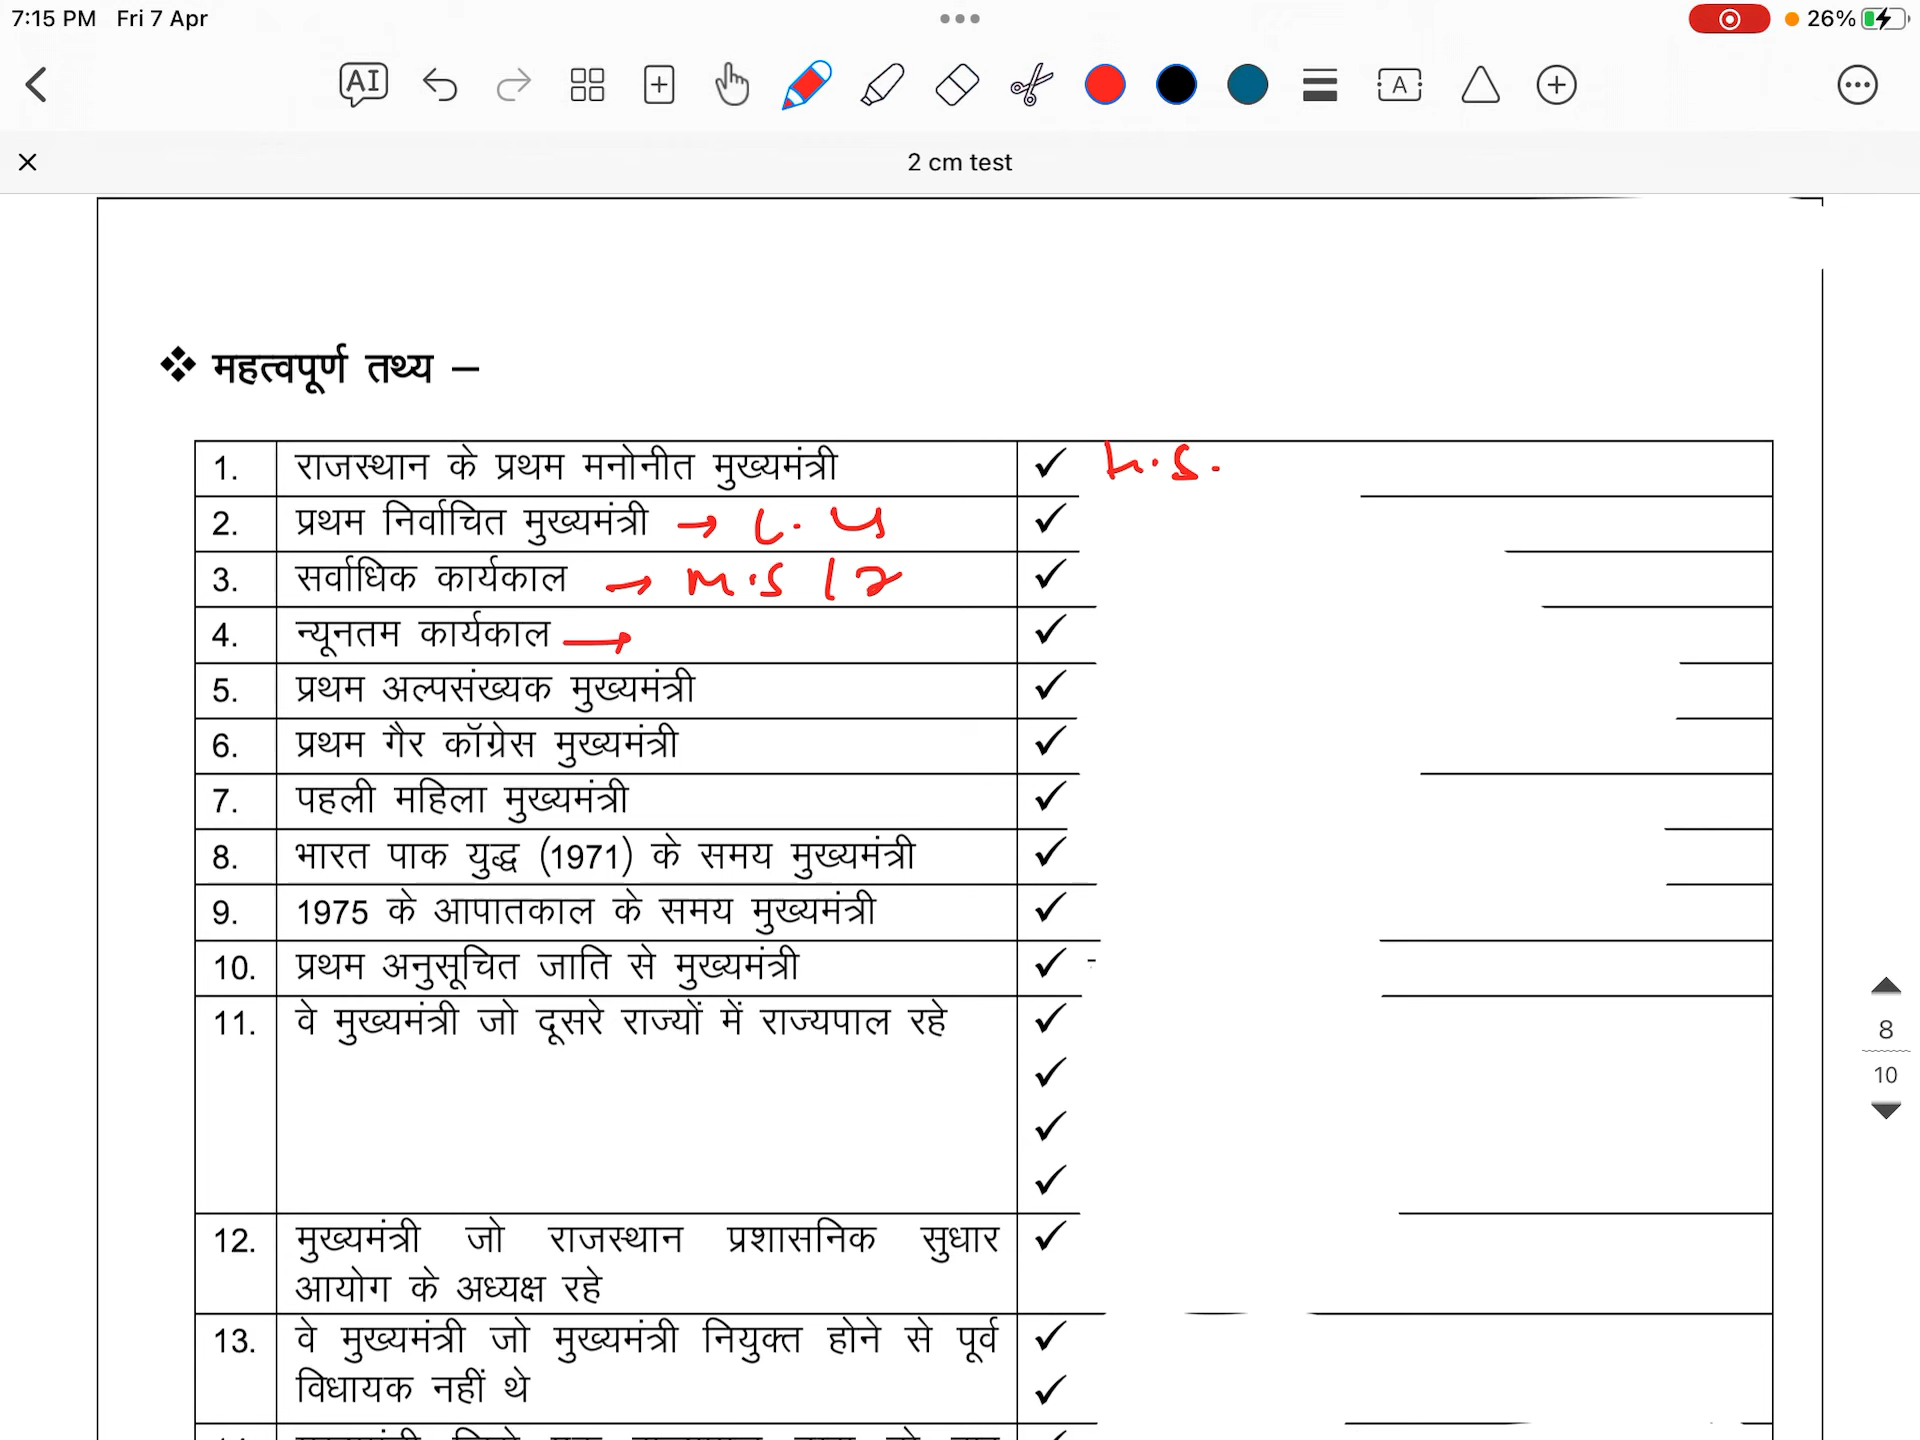 7:15 PM Fri 7 Apr
26%
AI
A
2 cm test
❖ महत्वपूर्ण तथ्य –
1. राजस्थान के प्रथम मनोनीत मुख्यमंत्री ✓ h.s.
2. प्रथम निर्वाचित मुख्यमंत्री → ✓
3. सर्वाधिक कार्यकाल → m.s ✓
4. न्यूनतम कार्यकाल → ✓
5. प्रथम अल्पसंख्यक मुख्यमंत्री ✓
6. प्रथम गैर कॉग्रेस मुख्यमंत्री ✓
7. पहली महिला मुख्यमंत्री ✓
8. भारत पाक युद्ध (1971) के समय मुख्यमंत्री ✓
9. 1975 के आपातकाल के समय मुख्यमंत्री ✓
10. प्रथम अनुसूचित जाति से मुख्यमंत्री ✓
11. वे मुख्यमंत्री जो दूसरे राज्यों में राज्यपाल रहे ✓
✓
✓
✓
12. मुख्यमंत्री जो राजस्थान प्रशासनिक सुधार ✓
आयोग के अध्यक्ष रहे
13. वे मुख्यमंत्री जो मुख्यमंत्री नियुक्त होने से पूर्व ✓
विधायक नहीं थे ✓
8
10